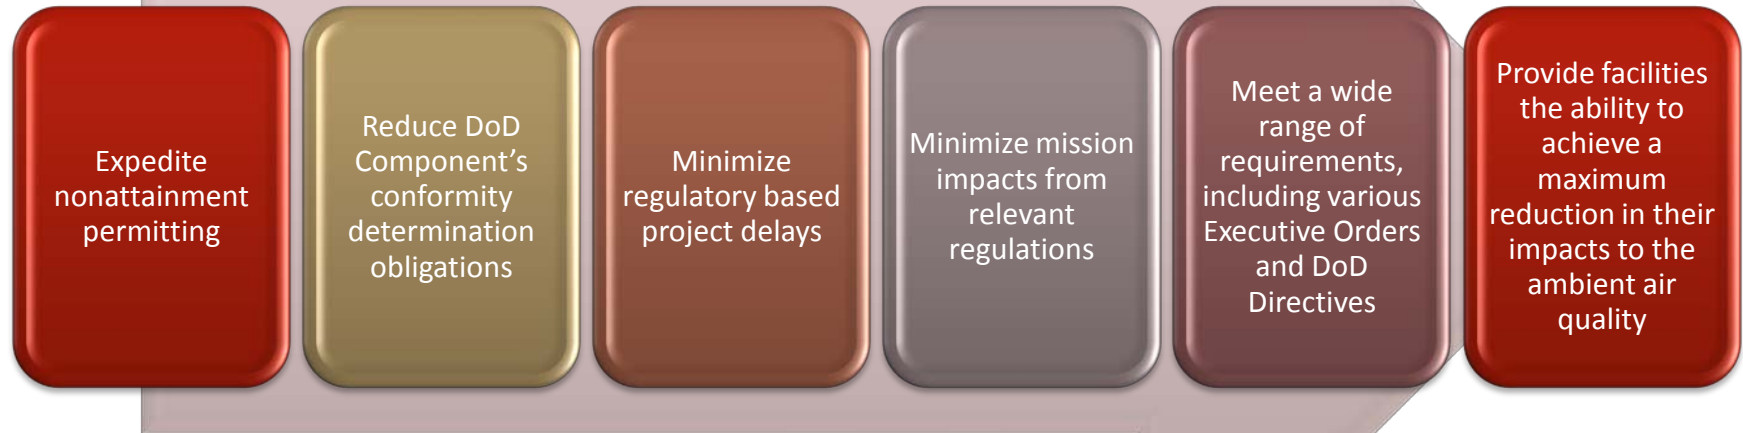 Expedite
nonattainment
permitting
Reduce DoD
Component’s
conformity
determination
obligations
Minimize
regulatory based
project delays
Minimize mission
impacts from
relevant
regulations
Meet a wide
range of
requirements,
including various
Executive Orders
and DoD
Directives
Provide facilities
the ability to
achieve a
maximum
reduction in their
impacts to the
ambient air
quality